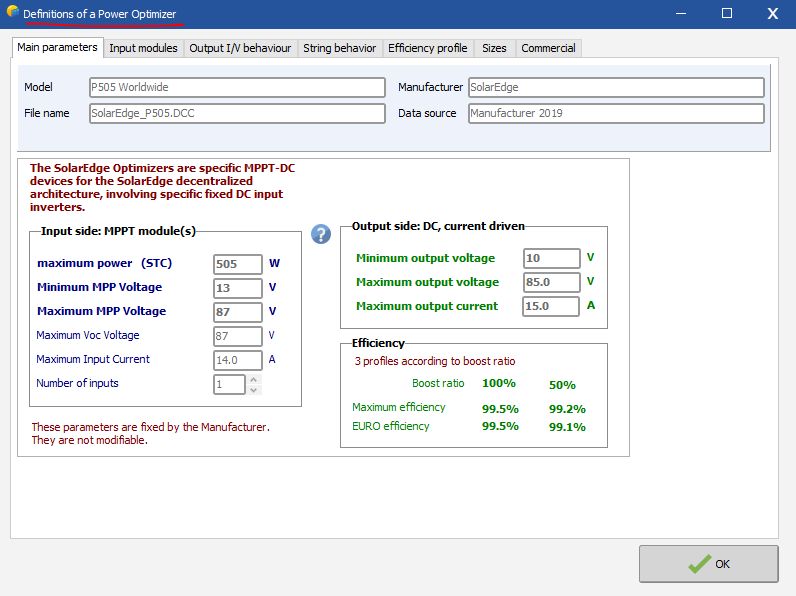 Definitions of a Power Optimizer
Main parameters Input modules Output I/V behaviour String behavior Efficiency profile Sizes Commercial
Model P505 Worldwide Manufacturer SolarEdge
File name SolarEdge_P505.DCC Data source Manufacturer 2019
The SolarEdge Optimizers are specific MPPT-DC
devices for the SolarEdge decentralized
architecture, involving specific fixed DC input
inverters.
Input side: MPPT module(s)
maximum power (STC) 505 W
Minimum MPP Voltage 13 V
Maximum MPP Voltage 87 V
Maximum Voc Voltage 87 V
Maximum Input Current 14.0 A
Number of inputs 1
These parameters are fixed by the Manufacturer.
They are not modifiable.
?
Output side: DC, current driven
Minimum output voltage 10 V
Maximum output voltage 85.0 V
Maximum output current 15.0 A
Efficiency
3 profiles according to boost ratio
Boost ratio 100% 50%
Maximum efficiency 99.5% 99.2%
EURO efficiency 99.5% 99.1%
OK